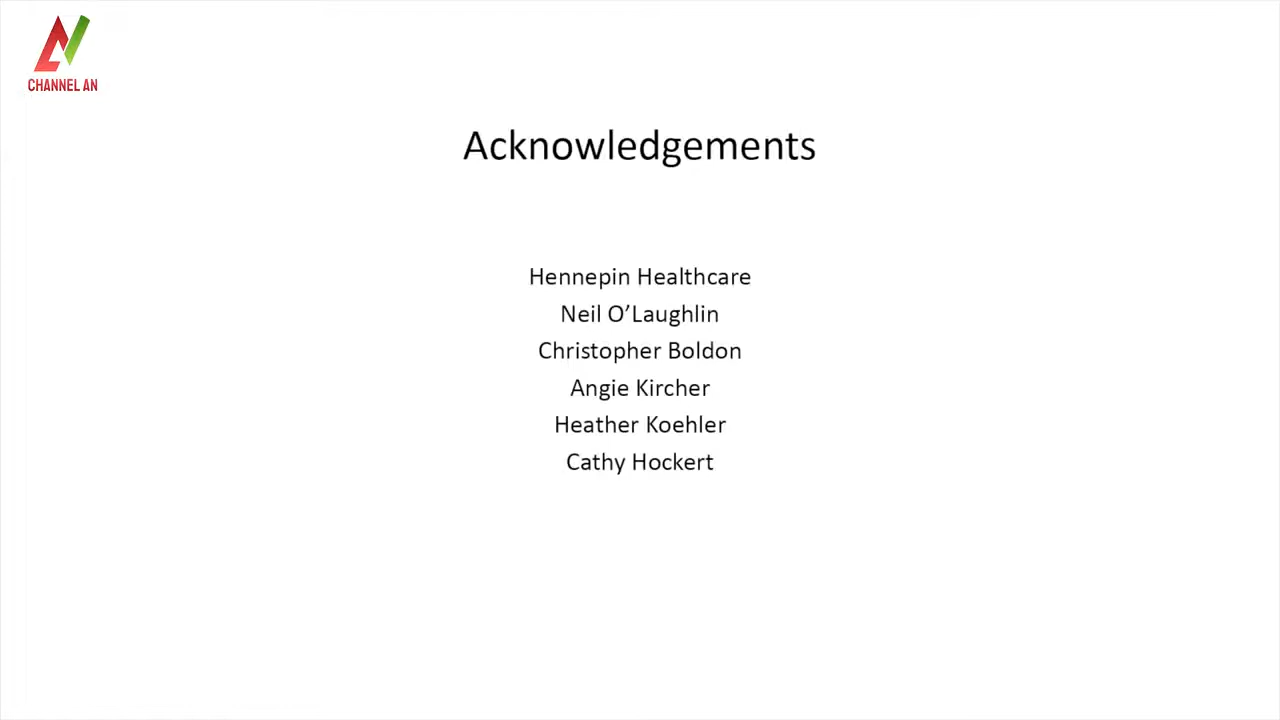 CHANNEL AN
Acknowledgements
Hennepin Healthcare
Neil O’Laughlin
Christopher Boldon
Angie Kircher
Heather Koehler
Cathy Hockert